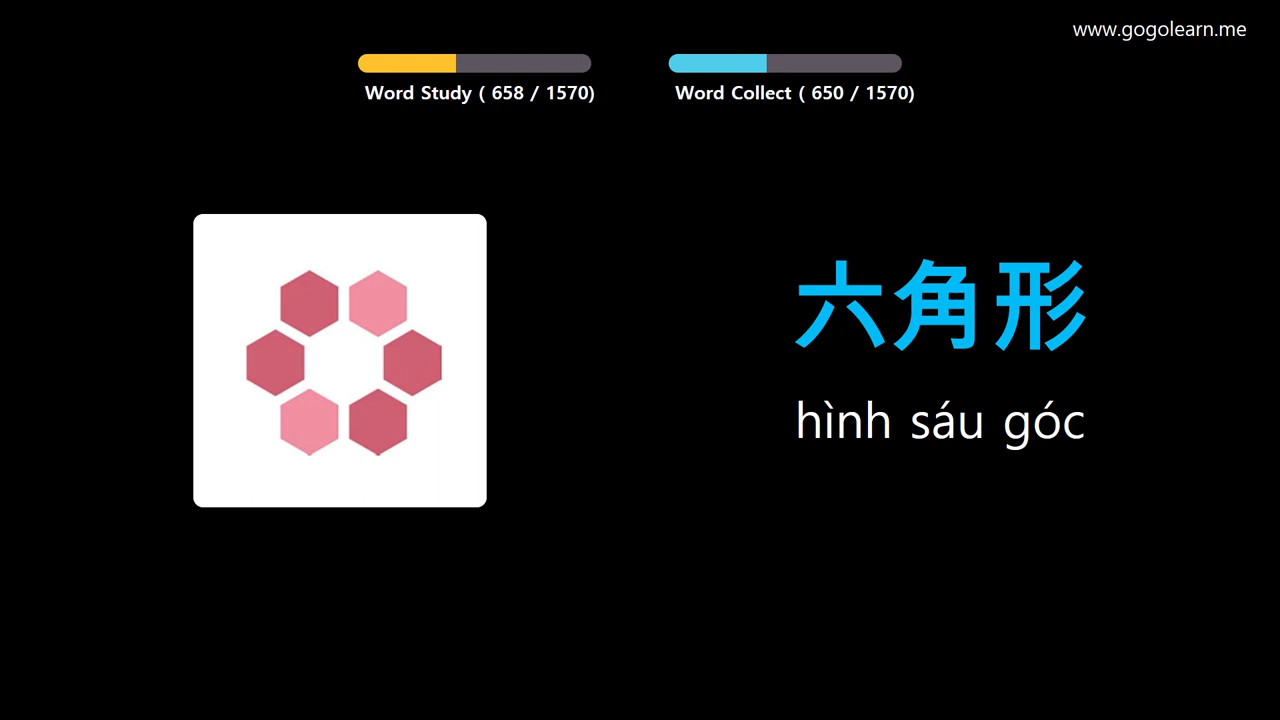 www.gogolearn.me
Word Study ( 658 / 1570)
Word Collect ( 650 / 1570)
六角形
hình sáu góc